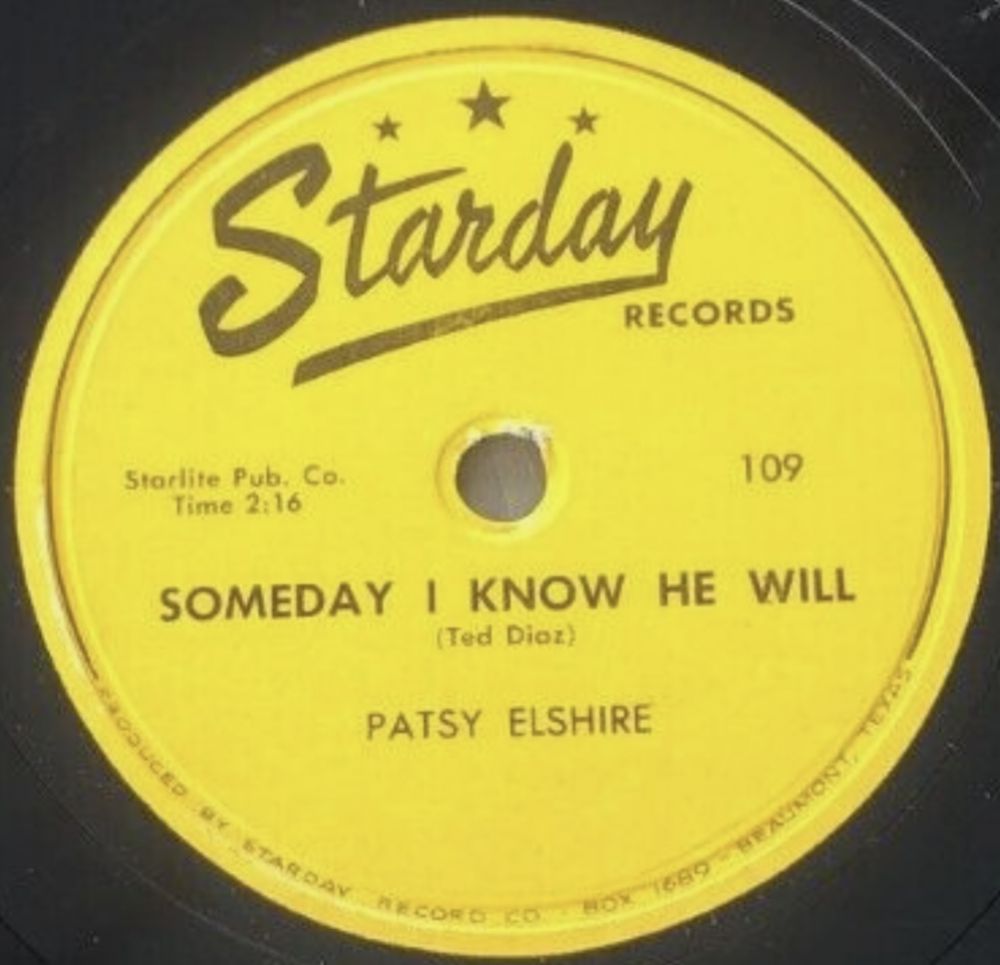 Starday
RECORDS
Starlite Pub. Co.
Time 2:16
109
SOMEDAY I KNOW HE WILL
(Ted Diaz)
PATSY ELSHIRE
PRODUCED BY STARDAY RECORD CO. - BOX 1689 - BEAUMONT, TEXAS